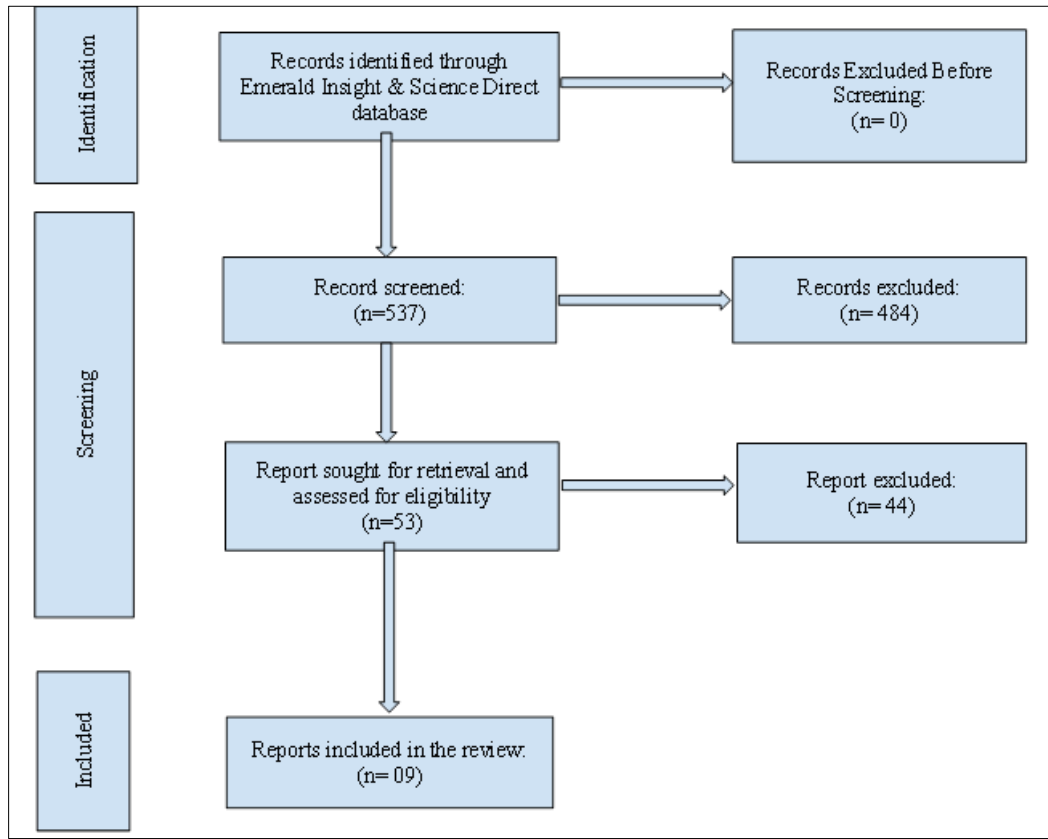 Identification
Records identified through
Emerald Insight & Science Direct
database
Records Excluded Before
Screening:
(n= 0)
Screening
Record screened:
(n=537)
Records excluded:
(n= 484)
Report sought for retrieval and
assessed for eligibility
(n=53)
Report excluded:
(n= 44)
Included
Reports included in the review:
(n= 09)